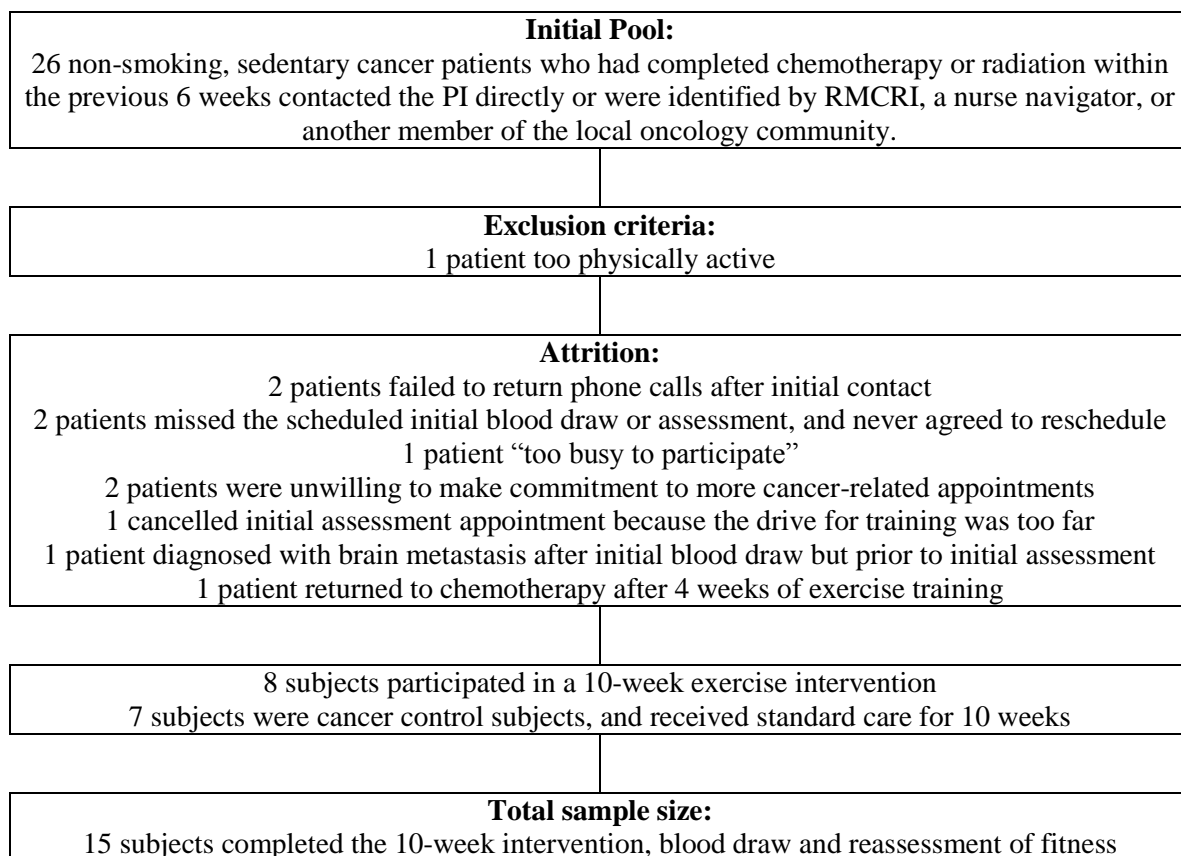 Initial Pool:
26 non-smoking, sedentary cancer patients who had completed chemotherapy or radiation within
the previous 6 weeks contacted the PI directly or were identified by RMCRI, a nurse navigator, or
another member of the local oncology community.
Exclusion criteria:
1 patient too physically active
Attrition:
2 patients failed to return phone calls after initial contact
2 patients missed the scheduled initial blood draw or assessment, and never agreed to reschedule
1 patient “too busy to participate”
2 patients were unwilling to make commitment to more cancer-related appointments
1 cancelled initial assessment appointment because the drive for training was too far
1 patient diagnosed with brain metastasis after initial blood draw but prior to initial assessment
1 patient returned to chemotherapy after 4 weeks of exercise training
8 subjects participated in a 10-week exercise intervention
7 subjects were cancer control subjects, and received standard care for 10 weeks
Total sample size:
15 subjects completed the 10-week intervention, blood draw and reassessment of fitness